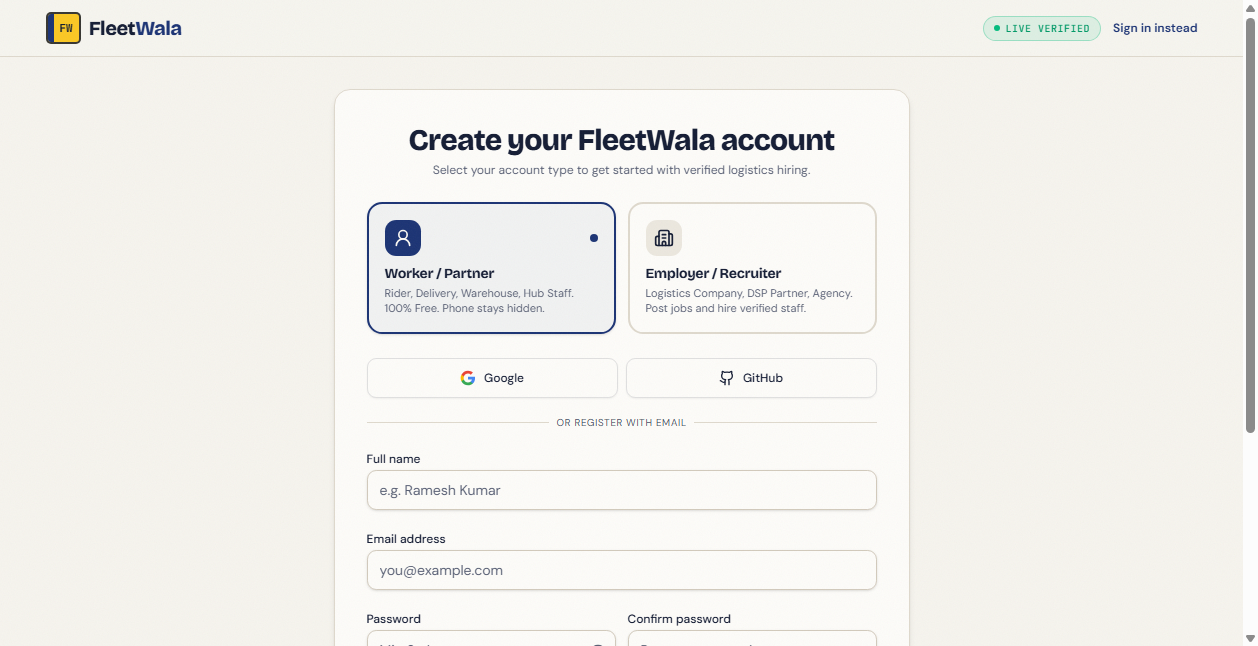 FW FleetWala
LIVE VERIFIED
Sign in instead
Create your FleetWala account
Select your account type to get started with verified logistics hiring.
Worker / Partner
Rider, Delivery, Warehouse, Hub Staff.
100% Free. Phone stays hidden.
Employer / Recruiter
Logistics Company, DSP Partner, Agency.
Post jobs and hire verified staff.
Google
GitHub
OR REGISTER WITH EMAIL
Full name
e.g. Ramesh Kumar
Email address
you@example.com
Password
Confirm password